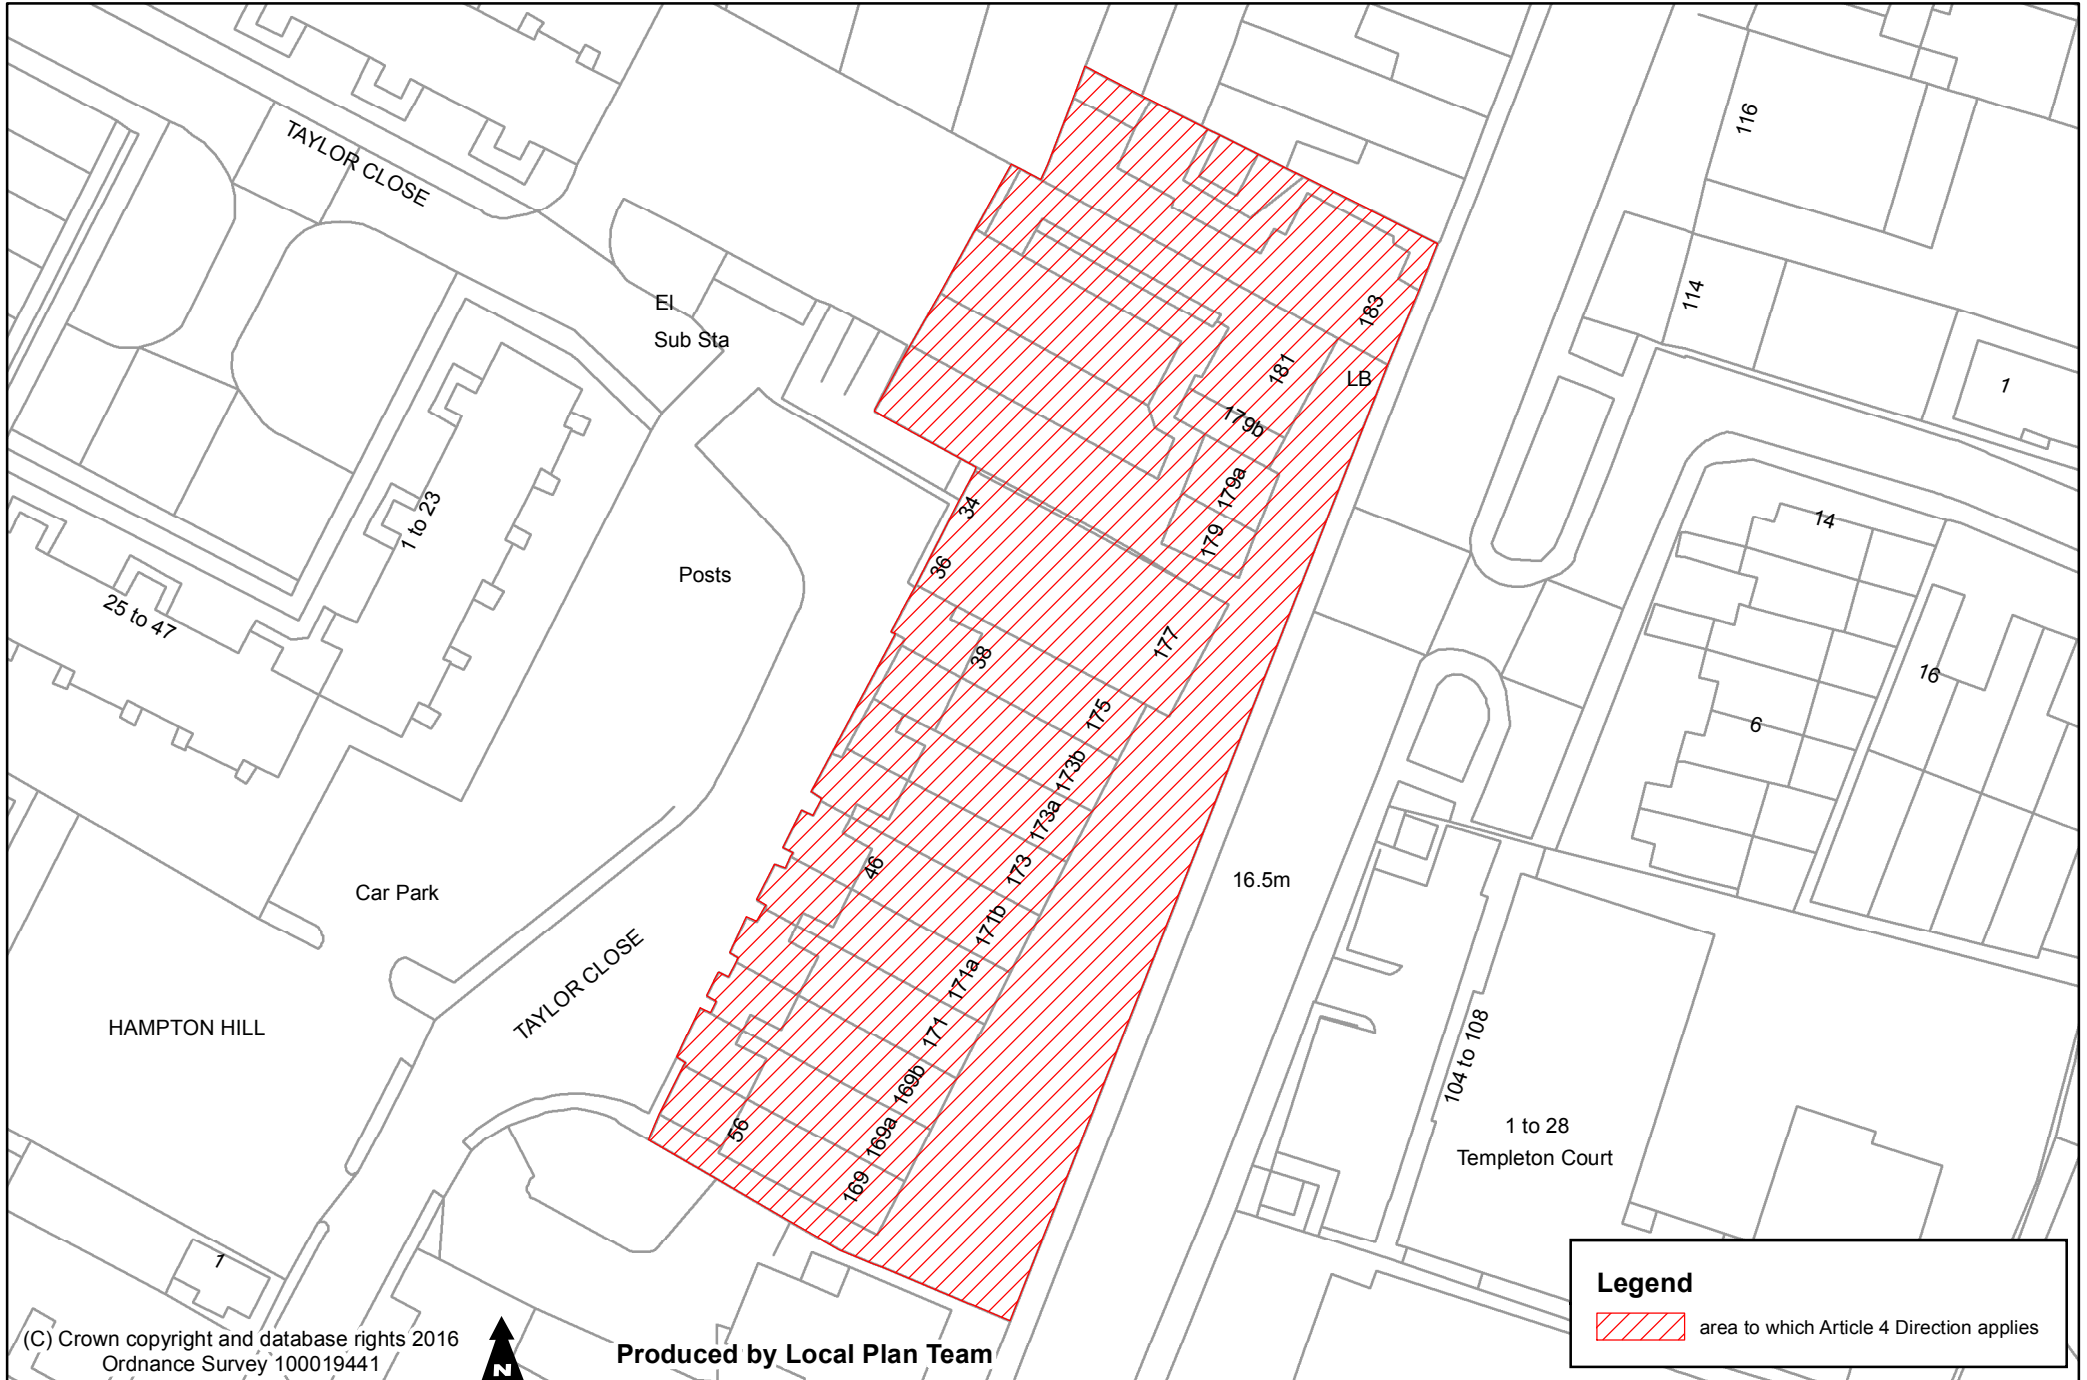 116
TAYLOR CLOSE
114
El
Sub Sta
183
181
LB
1
179b
179a
34
1 to 23
14
179
36
Posts
25 to 47
177
38
16
175
6
173b
173a
173
46
16.5m
Car Park
171b
TAYLOR CLOSE
171a
HAMPTON HILL
171
104 to 108
169b
1 to 28
Templeton Court
56
169a
169
1
Legend
area to which Article 4 Direction applies
(C) Crown copyright and database rights 2016
Ordnance Survey 100019441
N
Produced by Local Plan Team